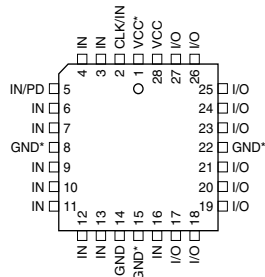 IN
IN
CLK/IN
VCC*
VCC
I/O
I/O
4
3
2
1
28
27
26
IN/PD 5
IN 6
IN 7
GND* 8
IN 9
IN 10
IN 11
25 I/O
24 I/O
23 I/O
22 GND*
21 I/O
20 I/O
19 I/O
12
13
14
15
16
17
18
IN
IN
GND
GND*
IN
I/O
I/O